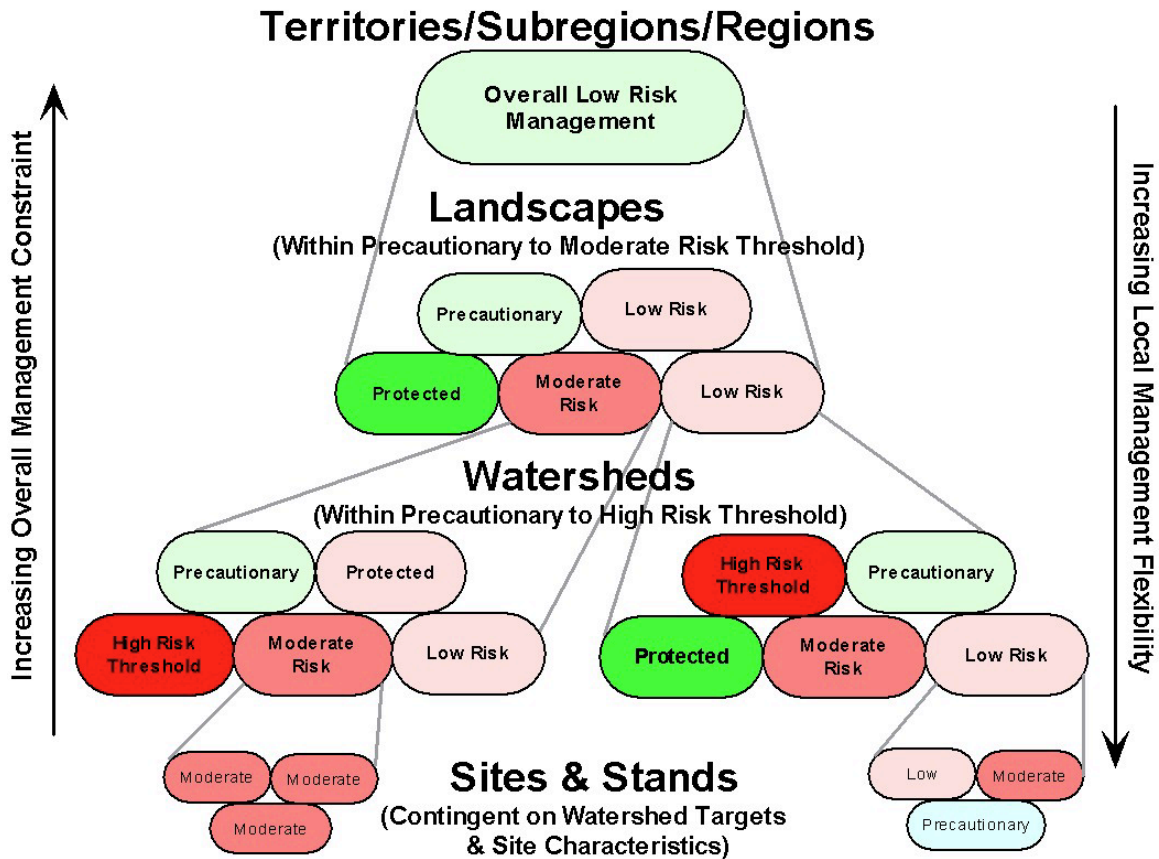 Territories/Subregions/Regions
Overall Low Risk
Management
Increasing Overall Management Constraint
Increasing Local Management Flexibility
Landscapes
(Within Precautionary to Moderate Risk Threshold)
Precautionary
Low Risk
Protected
Moderate
Risk
Low Risk
Watersheds
(Within Precautionary to High Risk Threshold)
Precautionary
Protected
High Risk
Threshold
Moderate
Risk
Low Risk
High Risk
Threshold
Precautionary
Protected
Moderate
Risk
Low Risk
Moderate
Moderate
Moderate
Sites & Stands
(Contingent on Watershed Targets
& Site Characteristics)
Low
Moderate
Precautionary